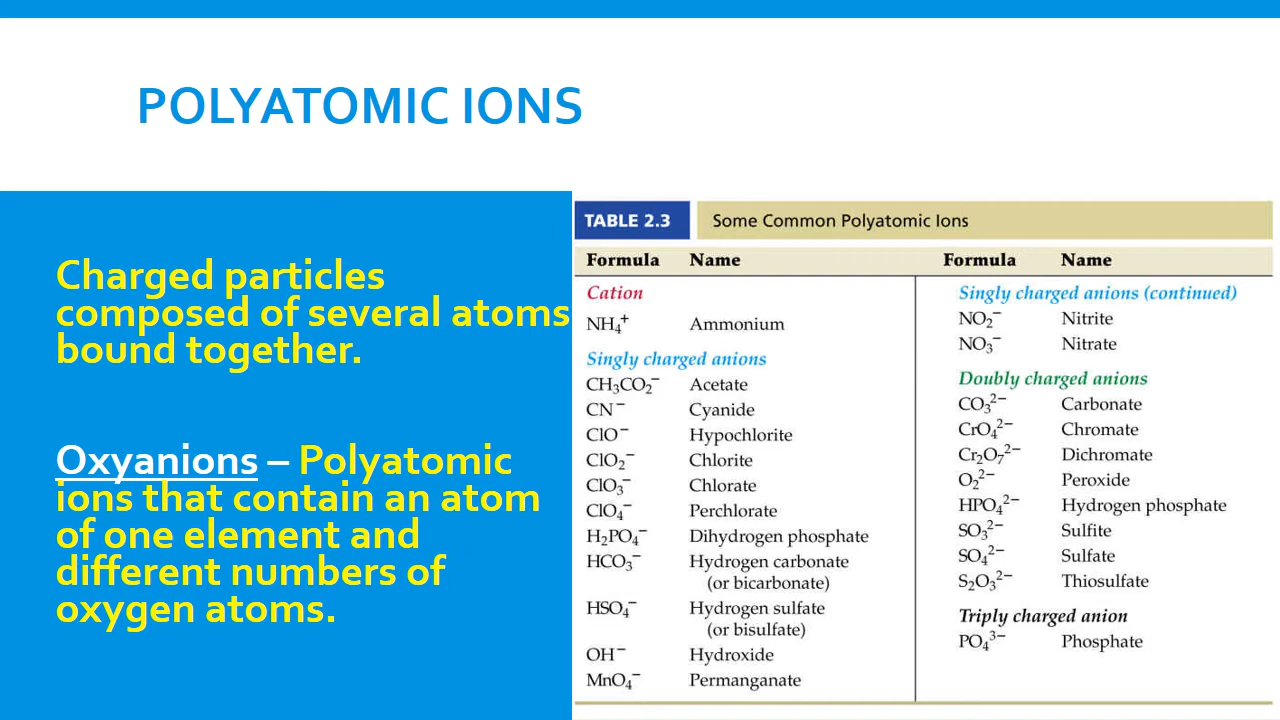 POLYATOMIC IONS
Charged particles
composed of several atoms
bound together.
Oxyanions – Polyatomic
ions that contain an atom
of one element and
different numbers of
oxygen atoms.
TABLE 2.3 Some Common Polyatomic Ions
Formula Name
Cation
NH₄⁺ Ammonium
Singly charged anions
CH₃CO₂⁻ Acetate
CN⁻ Cyanide
ClO⁻ Hypochlorite
ClO₂⁻ Chlorite
ClO₃⁻ Chlorate
ClO₄⁻ Perchlorate
H₂PO₄⁻ Dihydrogen phosphate
HCO₃⁻ Hydrogen carbonate
(or bicarbonate)
HSO₄⁻ Hydrogen sulfate
(or bisulfate)
OH⁻ Hydroxide
MnO₄⁻ Permanganate
Formula Name
Singly charged anions (continued)
NO₂⁻ Nitrite
NO₃⁻ Nitrate
Doubly charged anions
CO₃²⁻ Carbonate
CrO₄²⁻ Chromate
Cr₂O₇²⁻ Dichromate
O₂²⁻ Peroxide
HPO₄²⁻ Hydrogen phosphate
SO₃²⁻ Sulfite
SO₄²⁻ Sulfate
S₂O₃²⁻ Thiosulfate
Triply charged anion
PO₄³⁻ Phosphate